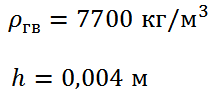 ρгв = 7700 кг/м³
h = 0,004 м